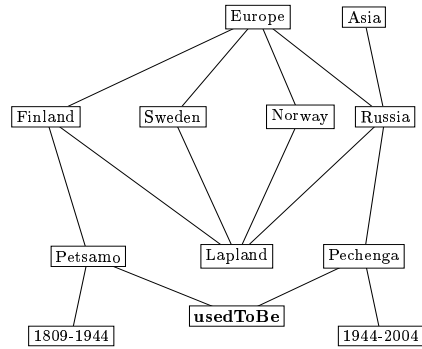 Europe
Asia
Finland
Sweden
Norway
Russia
Petsamo
Lapland
Pechenga
usedToBe
1809-1944
1944-2004